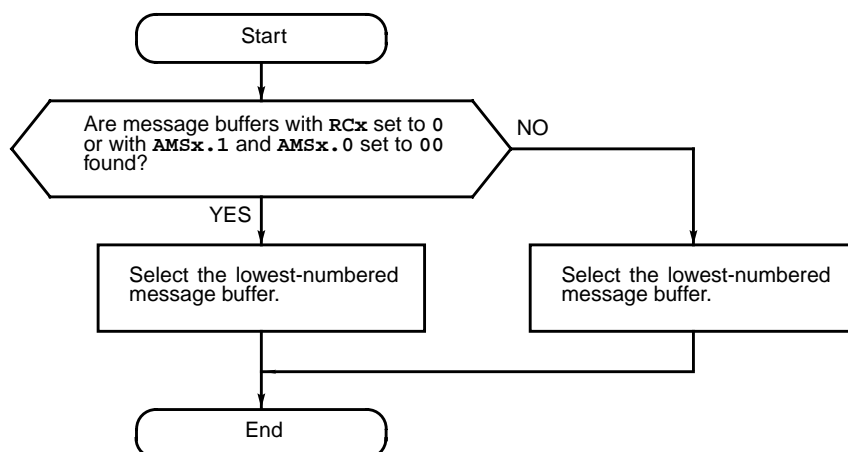 Start
Are message buffers with RCx set to 0
or with AMSx.1 and AMSx.0 set to 00
found?
NO
YES
Select the lowest-numbered
message buffer.
Select the lowest-numbered
message buffer.
End